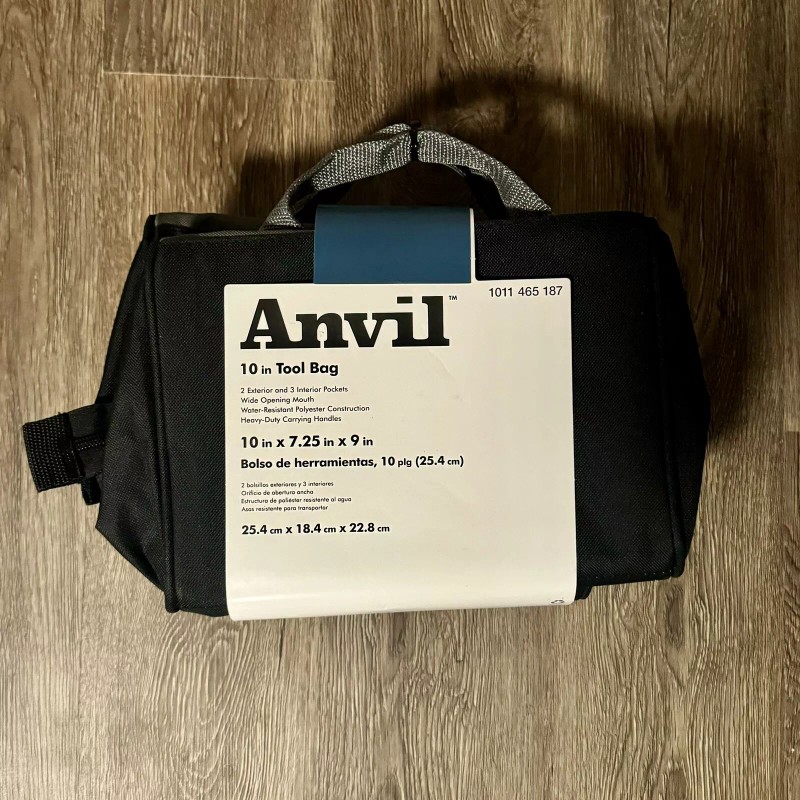 Anvil™
1011 465 187
10 in Tool Bag
2 Exterior and 3 Interior Pockets
Wide Opening Mouth
Water-Resistant Polyester Construction
Heavy-Duty Carrying Handles
10 in x 7.25 in x 9 in
Bolso de herramientas, 10 plg (25.4 cm)
2 bolsillos exteriores y 3 interiores
Orificio de abertura ancha
Estructura de poliéster resistente al agua
Asas resistente para transportar
25.4 cm x 18.4 cm x 22.8 cm